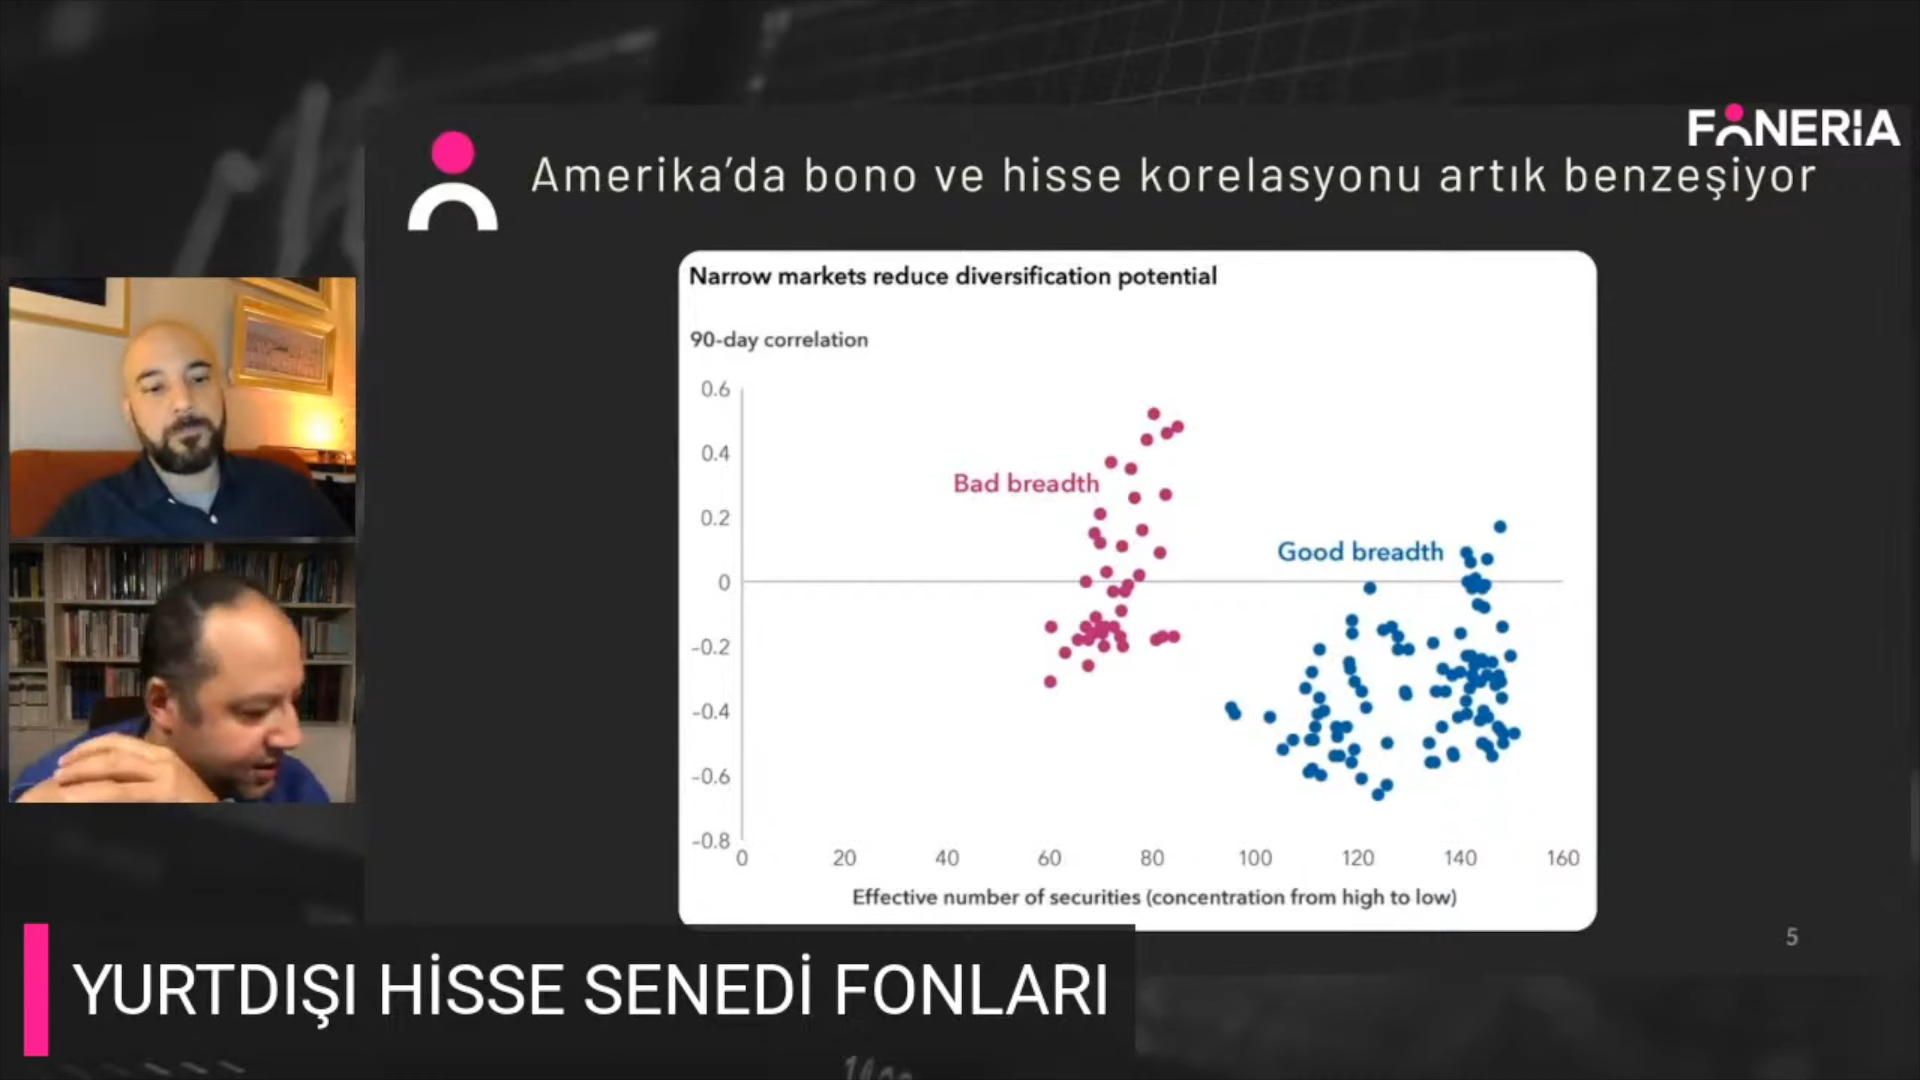 FONERIA
Amerika’da bono ve hisse korelasyonu artık benzeşiyor
Narrow markets reduce diversification potential
90-day correlation
0.6
0.4
Bad breadth
0.2
Good breadth
0
-0.2
-0.4
-0.6
-0.8
0 20 40 60 80 100 120 140 160
Effective number of securities (concentration from high to low)
5
YURTDIŞI HİSSE SENEDİ FONLARI